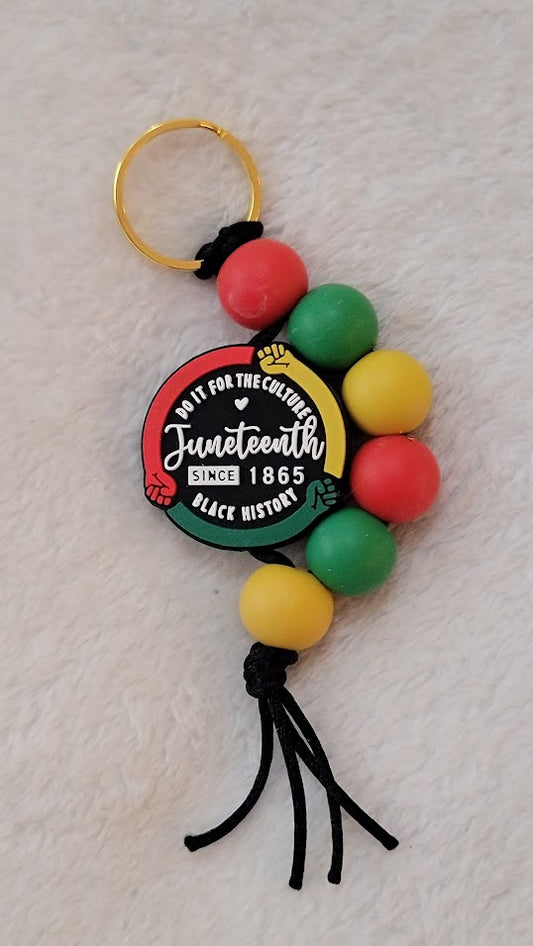 DO IT FOR THE CULTURE
Juneteenth
SINCE 1865
BLACK HISTORY